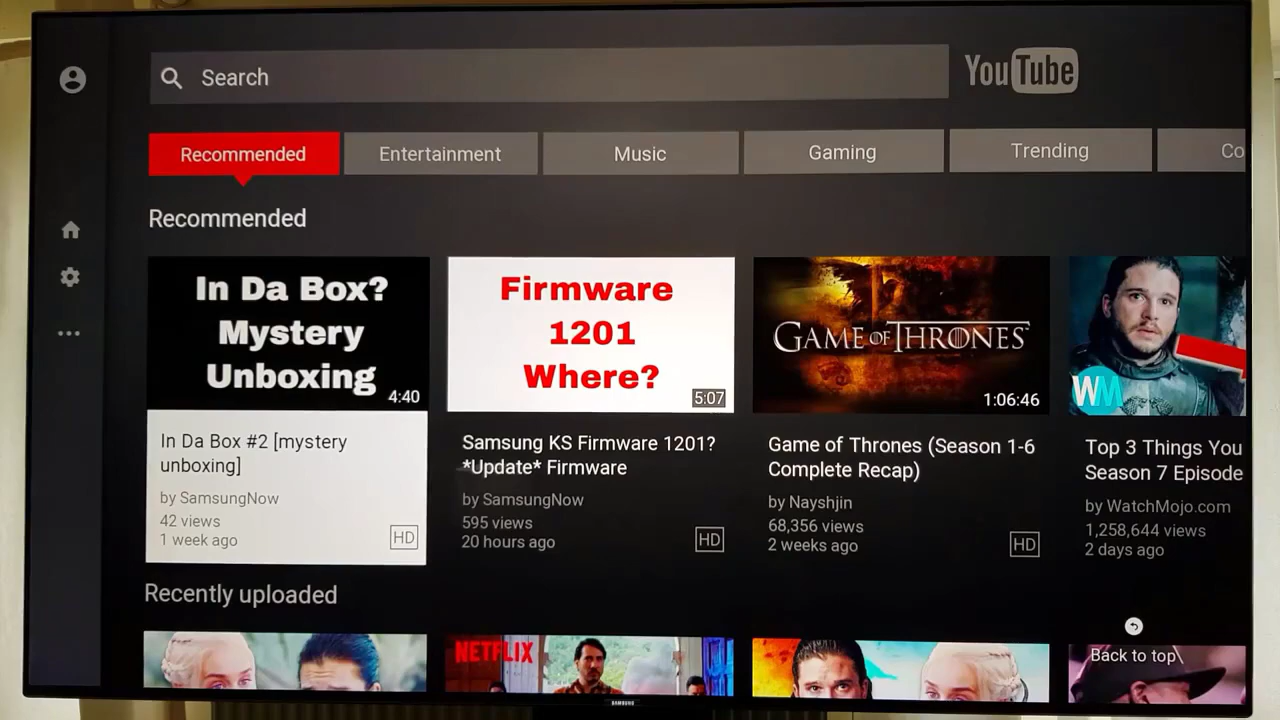 Search
YouTube
Recommended
Entertainment
Music
Gaming
Trending
Co
Recommended
In Da Box?
Mystery
Unboxing
4:40
In Da Box #2 [mystery
unboxing]
by SamsungNow
42 views
1 week ago
HD
Firmware
1201
Where?
5:07
Samsung KS Firmware 1201?
*Update* Firmware
by SamsungNow
595 views
20 hours ago
HD
GAME OF THRONES
1:06:46
Game of Thrones (Season 1-6
Complete Recap)
by Nayshjin
68,356 views
2 weeks ago
HD
WM
Top 3 Things You
Season 7 Episode
by WatchMojo.com
1,258,644 views
2 days ago
Recently uploaded
NETFLIX
Back to top
SAMSUNG